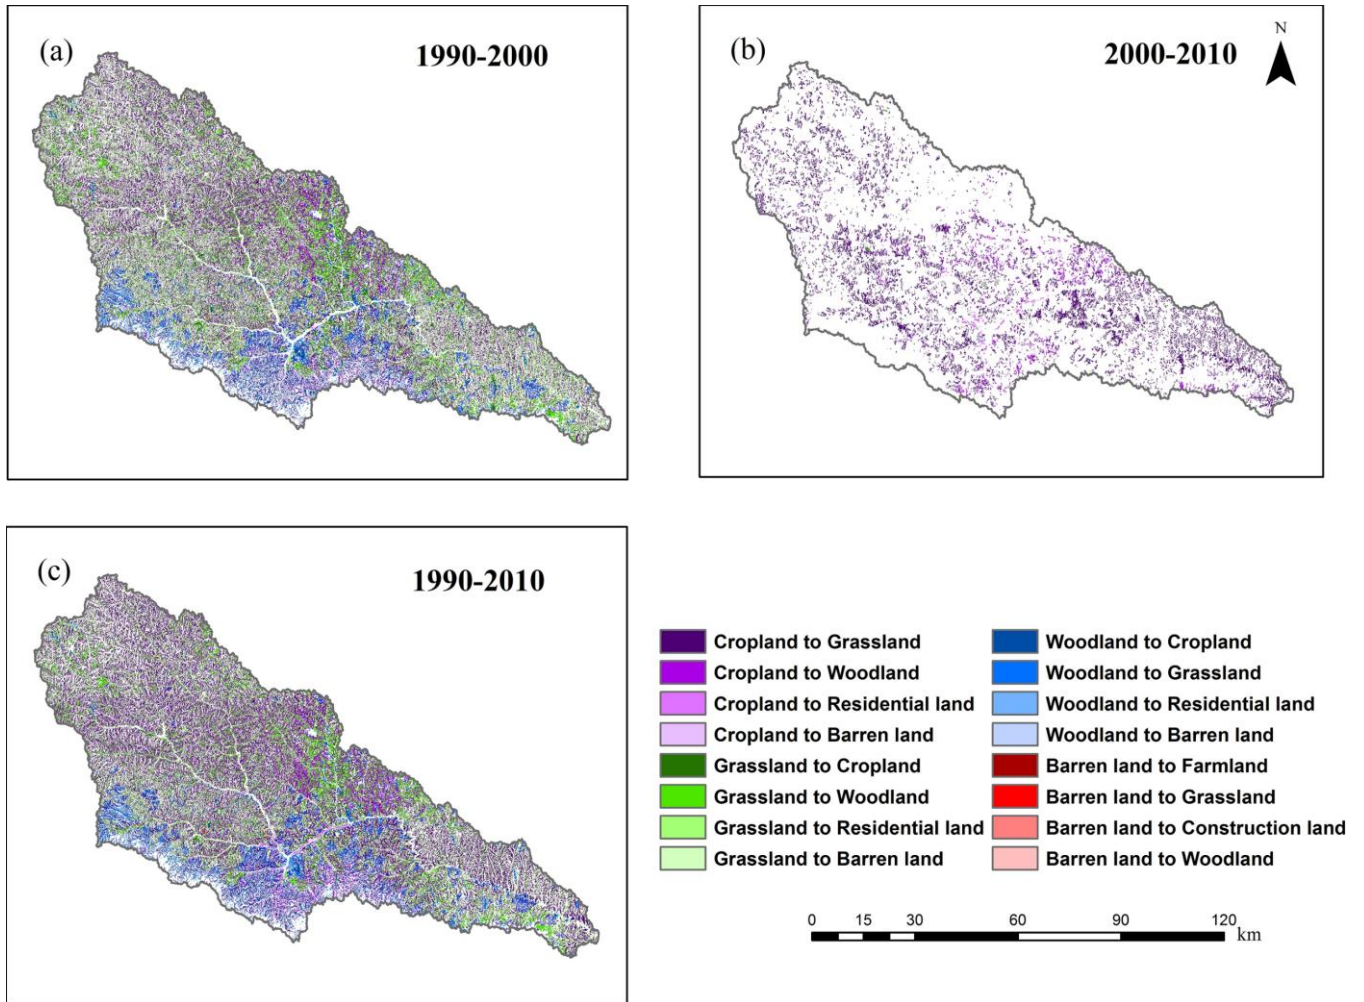 (a)
1990-2000
(b)
2000-2010
N
(c)
1990-2010
Cropland to Grassland
Cropland to Woodland
Cropland to Residential land
Cropland to Barren land
Grassland to Cropland
Grassland to Woodland
Grassland to Residential land
Grassland to Barren land
Woodland to Cropland
Woodland to Grassland
Woodland to Residential land
Woodland to Barren land
Barren land to Farmland
Barren land to Grassland
Barren land to Construction land
Barren land to Woodland
0 15 30 60 90 120
km